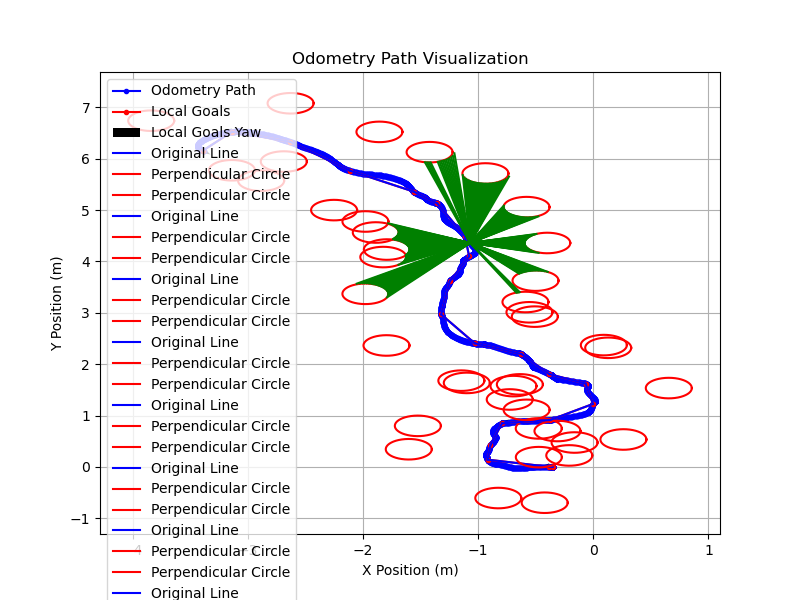 Odometry Path Visualization
Y Position (m)
7
6
5
4
3
2
1
0
−1
Odometry Path
Local Goals
Local Goals Yaw
Original Line
Perpendicular Circle
Perpendicular Circle
Original Line
Perpendicular Circle
Perpendicular Circle
Original Line
Perpendicular Circle
Perpendicular Circle
Original Line
Perpendicular Circle
Perpendicular Circle
Original Line
Perpendicular Circle
Perpendicular Circle
Original Line
Perpendicular Circle
Perpendicular Circle
Original Line
Perpendicular Circle
Perpendicular Circle
Original Line
−2 −1 0 1
X Position (m)